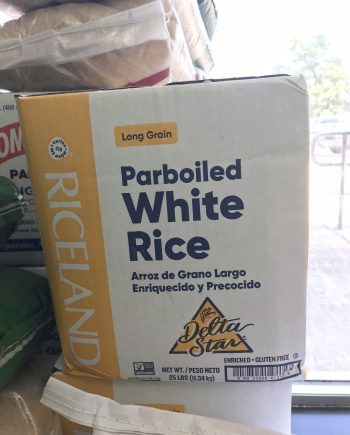 Long Grain
RICELAND
Parboiled
White
Rice
Arroz de Grano Largo
Enriquecido y Precocido
Delta
Star
ENRICHED • GLUTEN FREE
NET WT. / PESO NETO
25 LBS (11.34 kg)